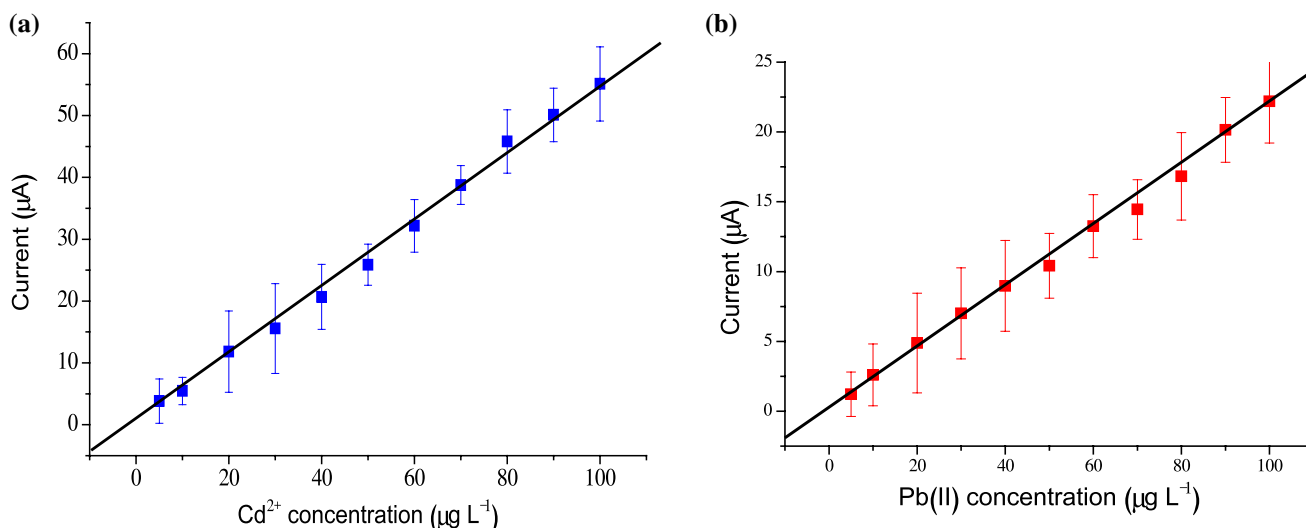 (a)
60
50
40
30
20
10
0
Current (µA)
0 20 40 60 80 100
Cd²⁺ concentration (µg L⁻¹)
(b)
25
20
15
10
5
0
Current (µA)
0 20 40 60 80 100
Pb(II) concentration (µg L⁻¹)